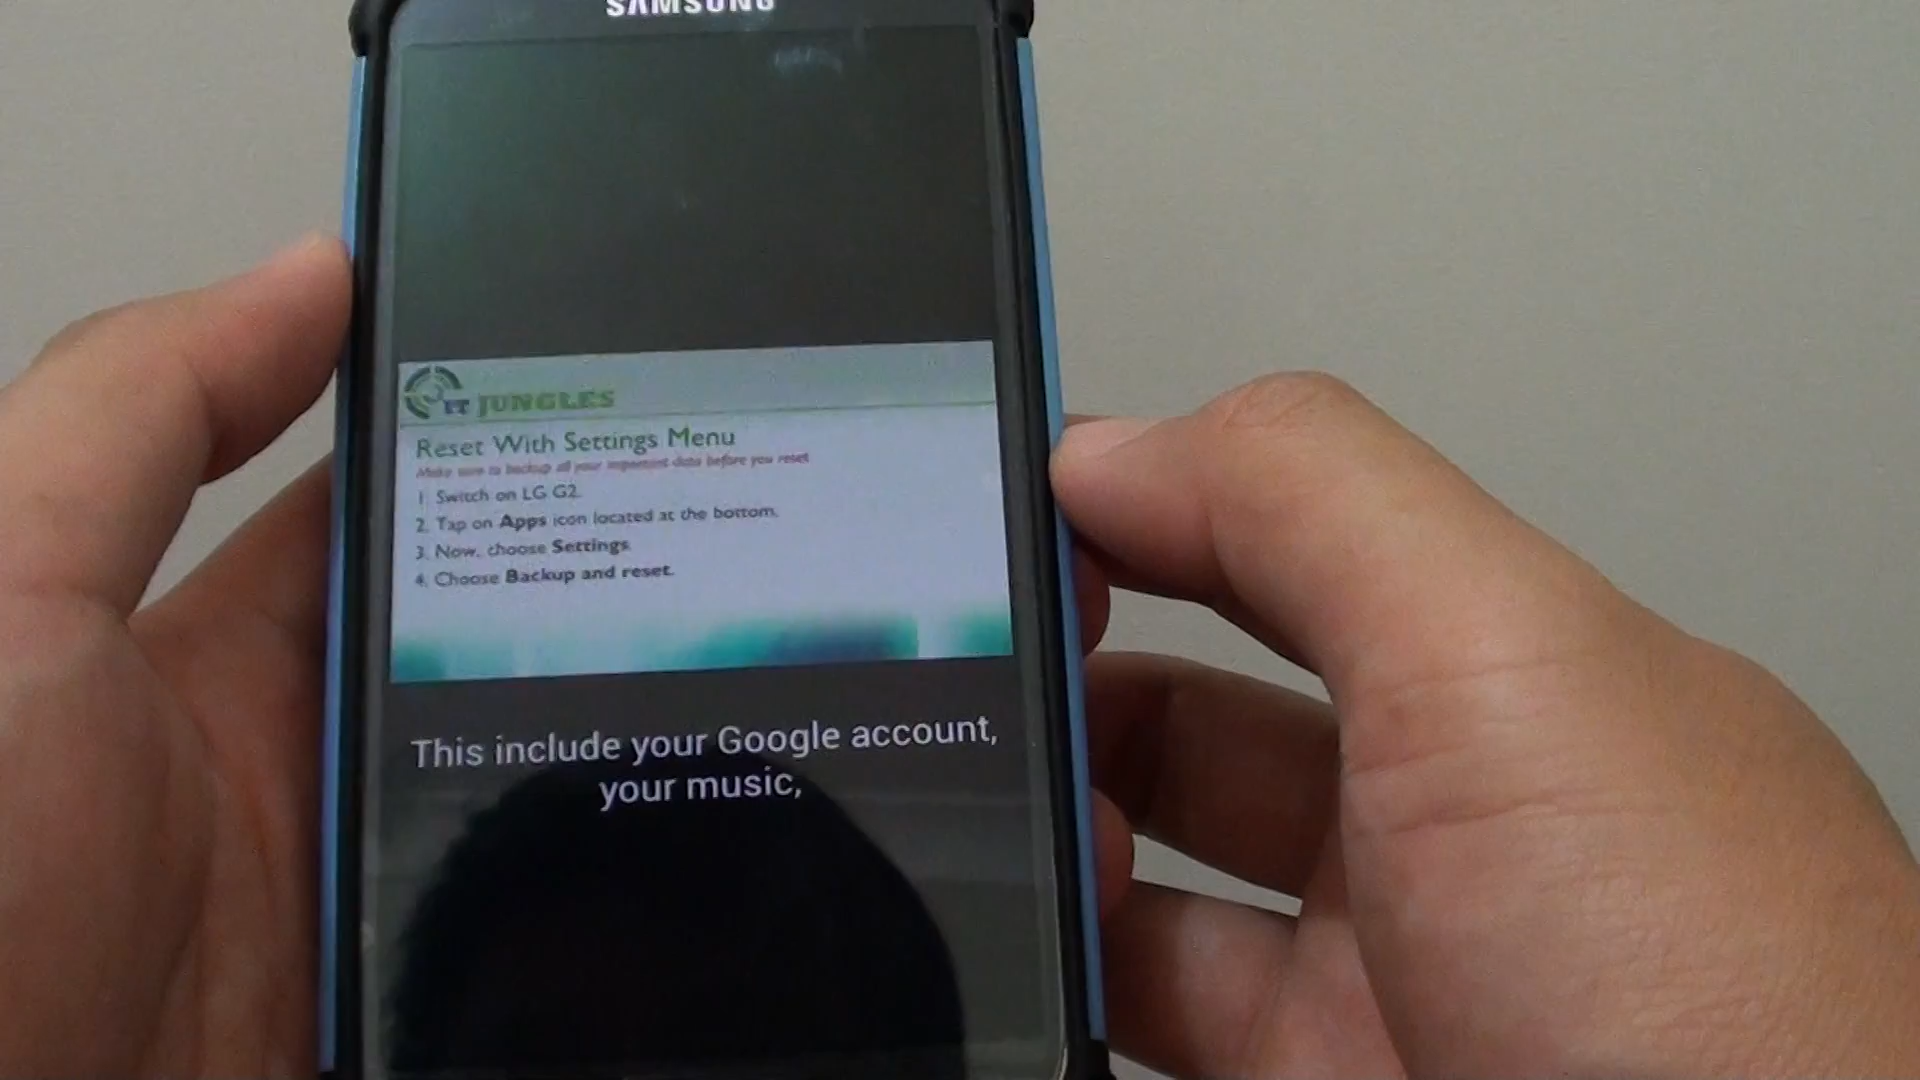 SAMSUNG
IT JUNGLES
Reset With Settings Menu
Make sure to backup all your important data before you reset
1. Switch on LG G2.
2. Tap on Apps icon located at the bottom.
3. Now, choose Settings
4. Choose Backup and reset.
This include your Google account,
your music,